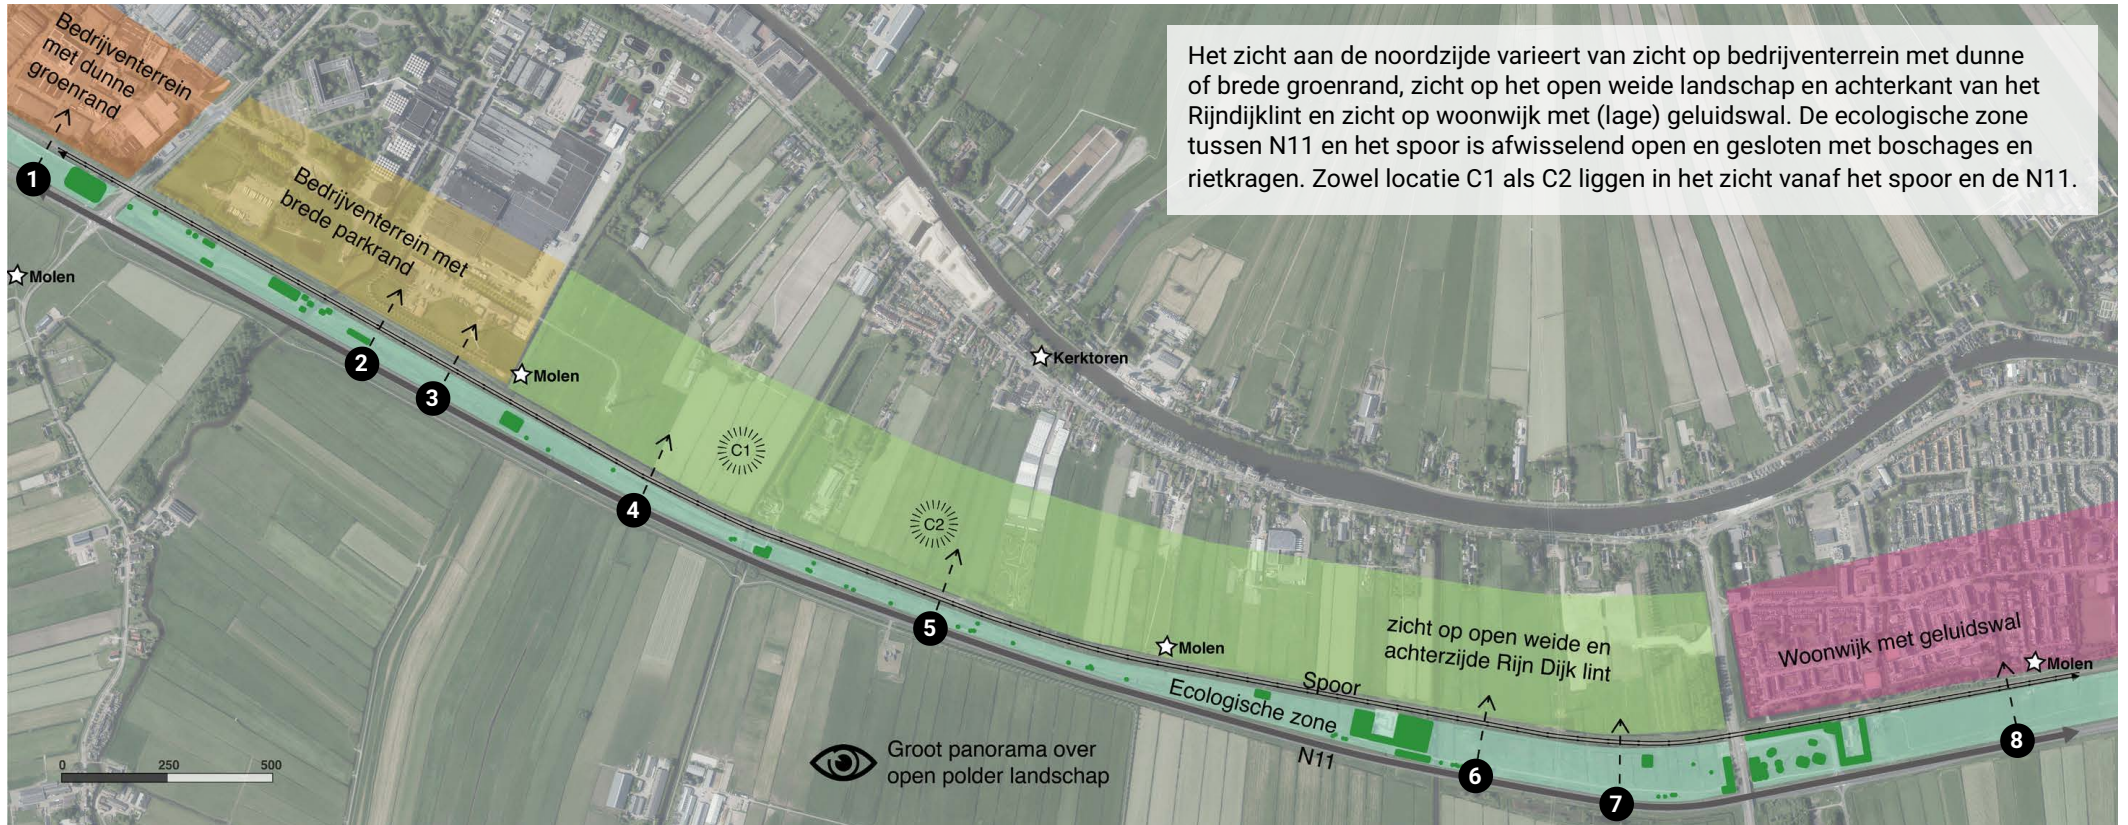 Bedrijventerrein
met dunne
groenrand
Het zicht aan de noordzijde varieert van zicht op bedrijventerrein met dunne
of brede groenrand, zicht op het open weide landschap en achterkant van het
Rijndijklint en zicht op woonwijk met (lage) geluidswal. De ecologische zone
tussen N11 en het spoor is afwisselend open en gesloten met boschages en
rietkragen. Zowel locatie C1 als C2 liggen in het zicht vanaf het spoor en de N11.
1
Molen
Bedrijventerrein met
brede parkrand
2
3
Molen
Kerktoren
C1
4
C2
5
Molen
zicht op open weide en
achterzijde Rijn Dijk lint
Woonwijk met geluidswal
Molen
Spoor
Ecologische zone
N11
6
7
8
Groot panorama over
open polder landschap
0 250 500